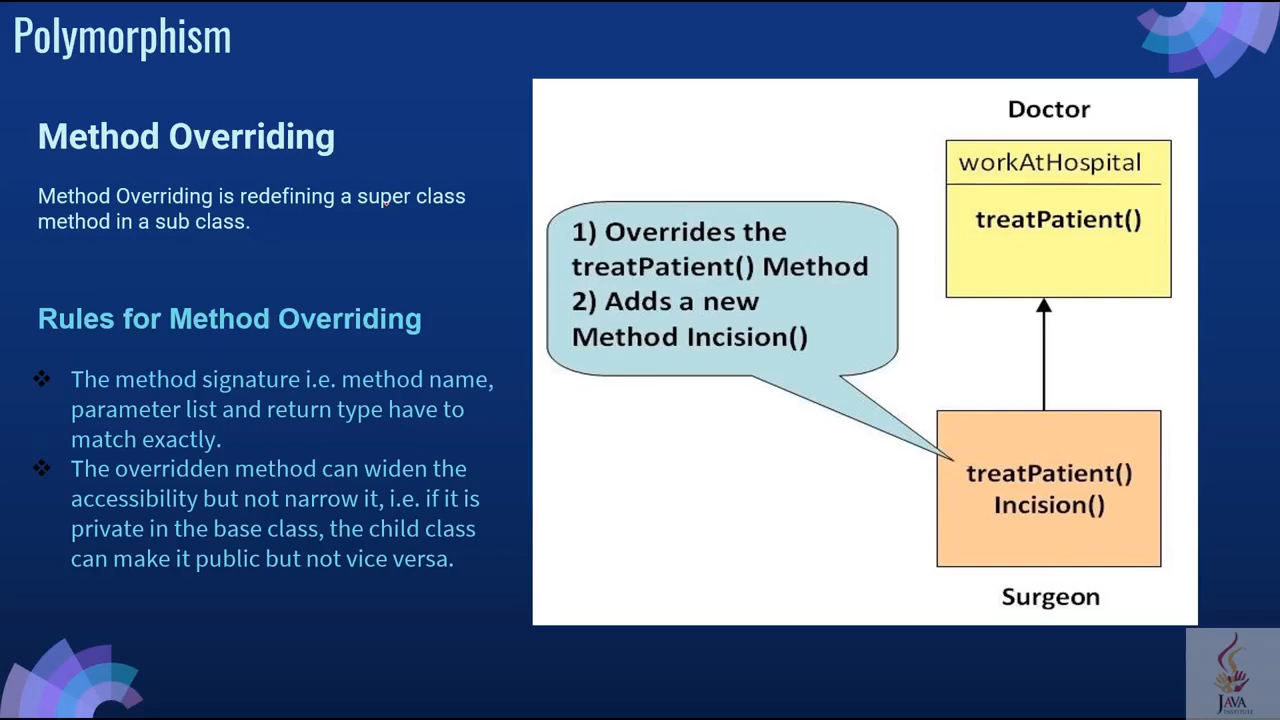 Polymorphism
Method Overriding
Method Overriding is redefining a super class
method in a sub class.
Rules for Method Overriding
The method signature i.e. method name,
parameter list and return type have to
match exactly.
The overridden method can widen the
accessibility but not narrow it, i.e. if it is
private in the base class, the child class
can make it public but not vice versa.
Doctor
workAtHospital
treatPatient()
1) Overrides the
treatPatient() Method
2) Adds a new
Method Incision()
treatPatient()
Incision()
Surgeon
JAVA
INSTITUTE